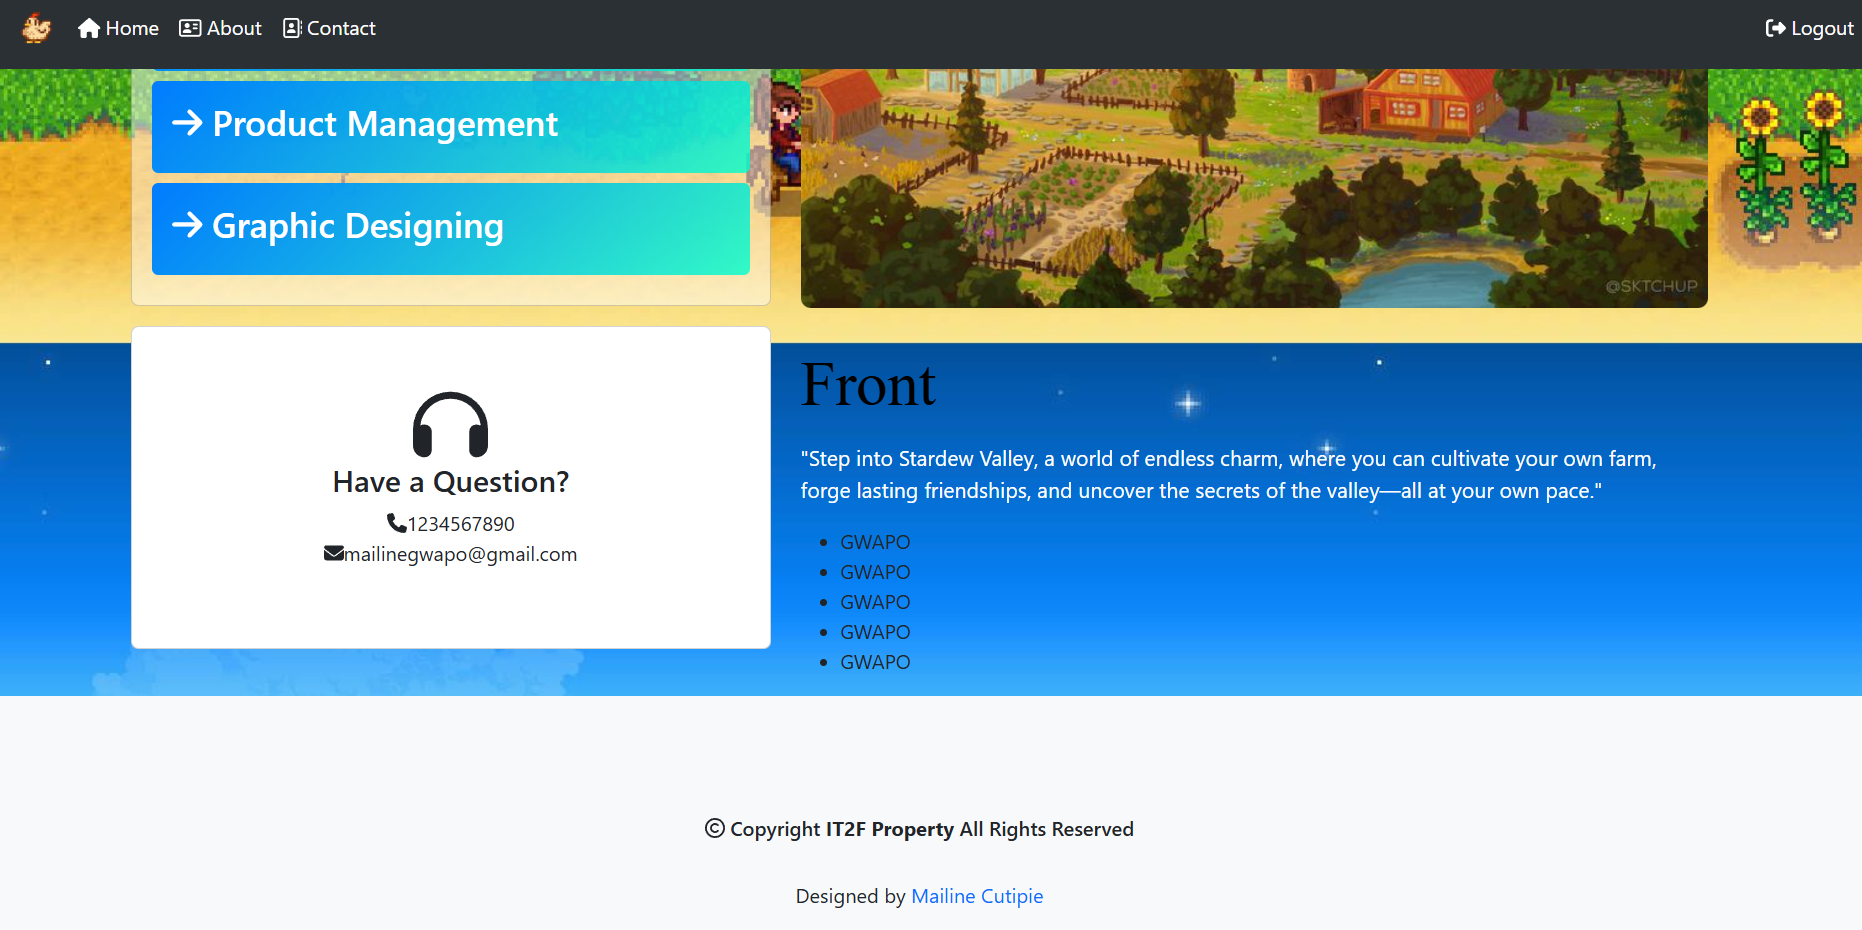 Home About Contact Logout
Product Management
Graphic Designing
@SKTCHUP
Have a Question?
1234567890
mailinegwapo@gmail.com
Front
"Step into Stardew Valley, a world of endless charm, where you can cultivate your own farm,
forge lasting friendships, and uncover the secrets of the valley—all at your own pace."
GWAPO
GWAPO
GWAPO
GWAPO
GWAPO
© Copyright IT2F Property All Rights Reserved
Designed by Mailine Cutipie